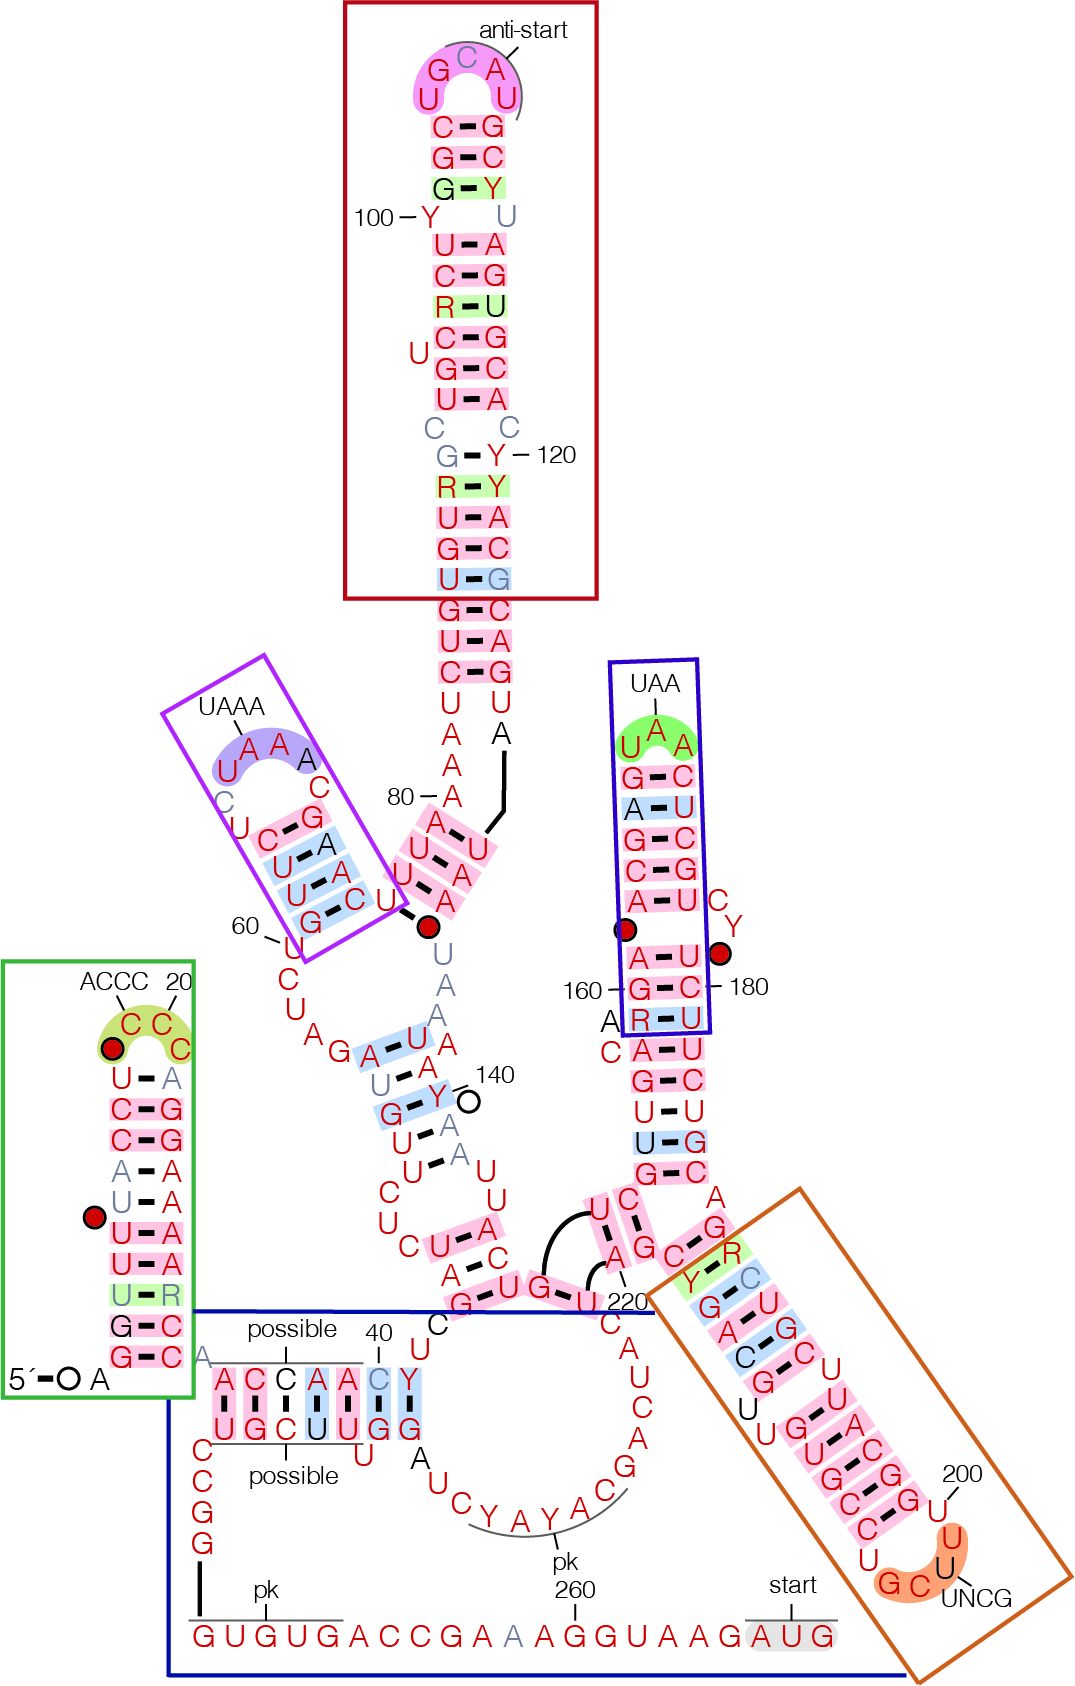 anti-start
G C A
U U
C G
G C
G Y
100 Y U
U A
C G
R U
C G
U
G C
U A
C C
G Y 120
R Y
U A
G C
U G
G C
U A
C G
U U
A A
A
80 A
A U
U A
U A
U
UAAA
U A A A
C C
U C G
U A
U A
G C
60 U
C
U
A
G A U A
U A
G Y 140
U A
U A
C U
U U
C U A
A C
G U G U
U
A
A
A
UAA
U A A
G C
A U
G C
C G
A U C
Y
A U
160 G C 180
A R U
C A U
G C
U U
U G
G C
A
U C
A G
220
C G
Y R
G C
A U
C G
G C
U U
U U
G A
U C
G G
C G
C U
U
200
U
U
G C
UNCG
ACCC 20
C C
C
U A
C G
C G
A A
U A
U A
U A
U R
G C
G C
5´ A
A
possible 40
A C C A A C Y
U G C U U G G
possible
U
C
U
C
C
G
G
A
U
C Y A Y A C
G
A
C
U
A
C
pk
pk 260 start
G U G U G A C C G A A A G G U A A G A U G